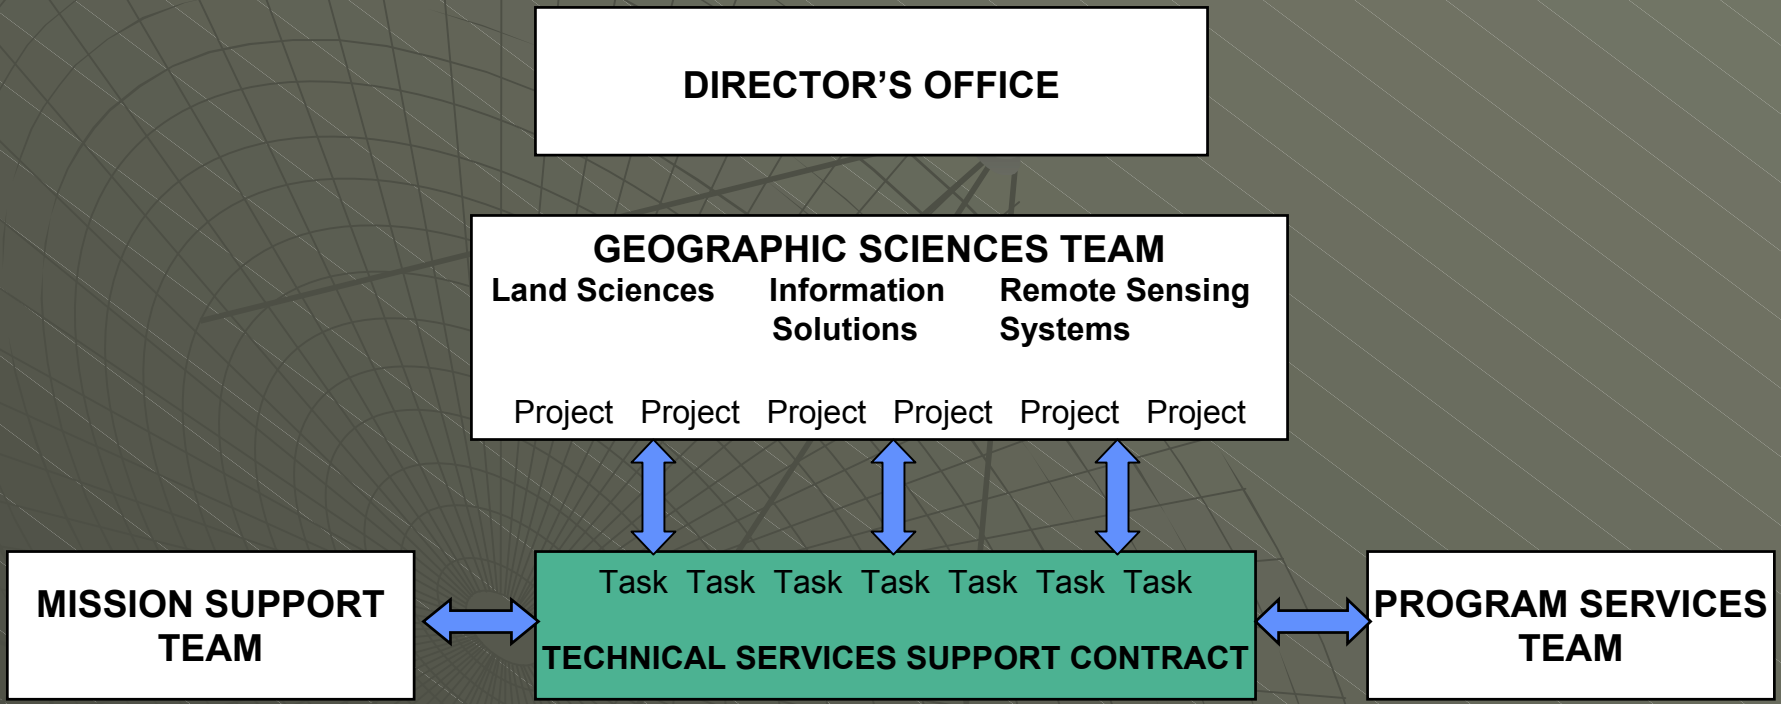 DIRECTOR’S OFFICE
GEOGRAPHIC SCIENCES TEAM
Land Sciences Information Remote Sensing
Solutions Systems
Project Project Project Project Project Project
Task Task Task Task Task Task Task
TECHNICAL SERVICES SUPPORT CONTRACT
MISSION SUPPORT
TEAM
PROGRAM SERVICES
TEAM